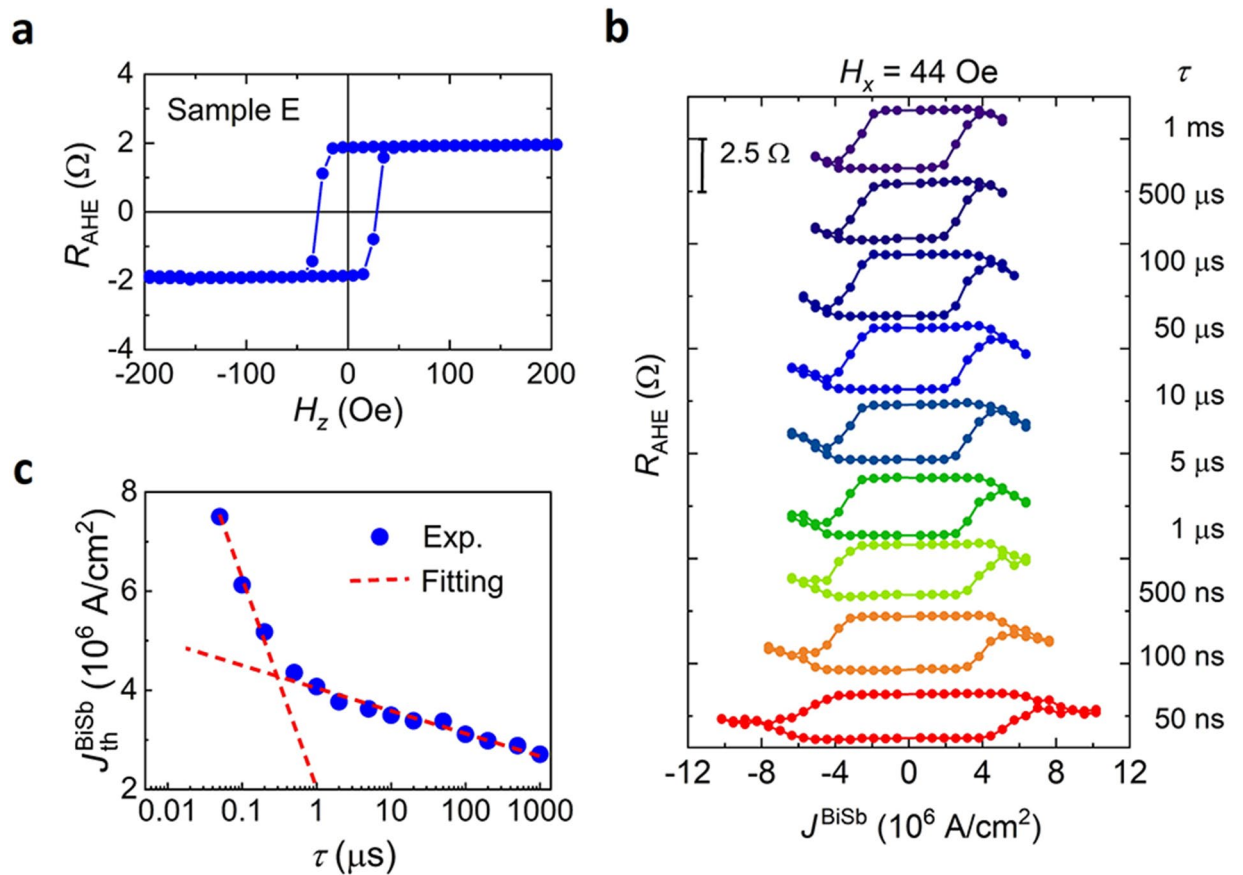 a
4
2
0
-2
-4
R_AHE (Ω)
Sample E
-200 -100 0 100 200
H_z (Oe)
b
H_x = 44 Oe
τ
2.5 Ω
1 ms
500 μs
100 μs
50 μs
10 μs
5 μs
1 μs
500 ns
100 ns
50 ns
R_AHE (Ω)
-12 -8 -4 0 4 8 12
J^BiSb (10^6 A/cm^2)
c
8
6
4
2
J_th^BiSb (10^6 A/cm^2)
Exp.
Fitting
0.01 0.1 1 10 100 1000
τ (μs)